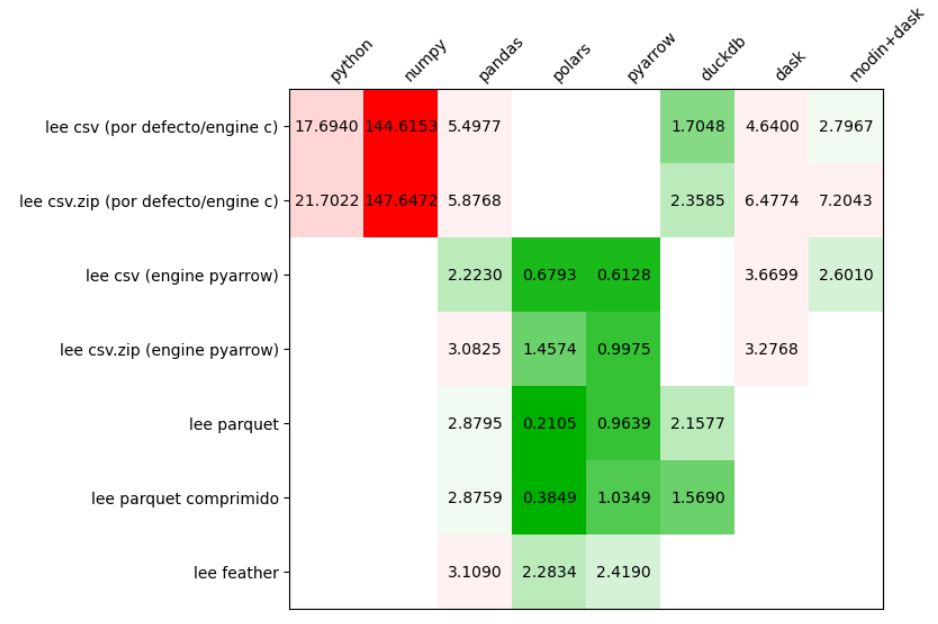 python numpy pandas polars pyarrow duckdb dask modin+dask
lee csv (por defecto/engine c) 17.6940 144.6153 5.4977 1.7048 4.6400 2.7967
lee csv.zip (por defecto/engine c) 21.7022 147.6472 5.8768 2.3585 6.4774 7.2043
lee csv (engine pyarrow) 2.2230 0.6793 0.6128 3.6699 2.6010
lee csv.zip (engine pyarrow) 3.0825 1.4574 0.9975 3.2768
lee parquet 2.8795 0.2105 0.9639 2.1577
lee parquet comprimido 2.8759 0.3849 1.0349 1.5690
lee feather 3.1090 2.2834 2.4190